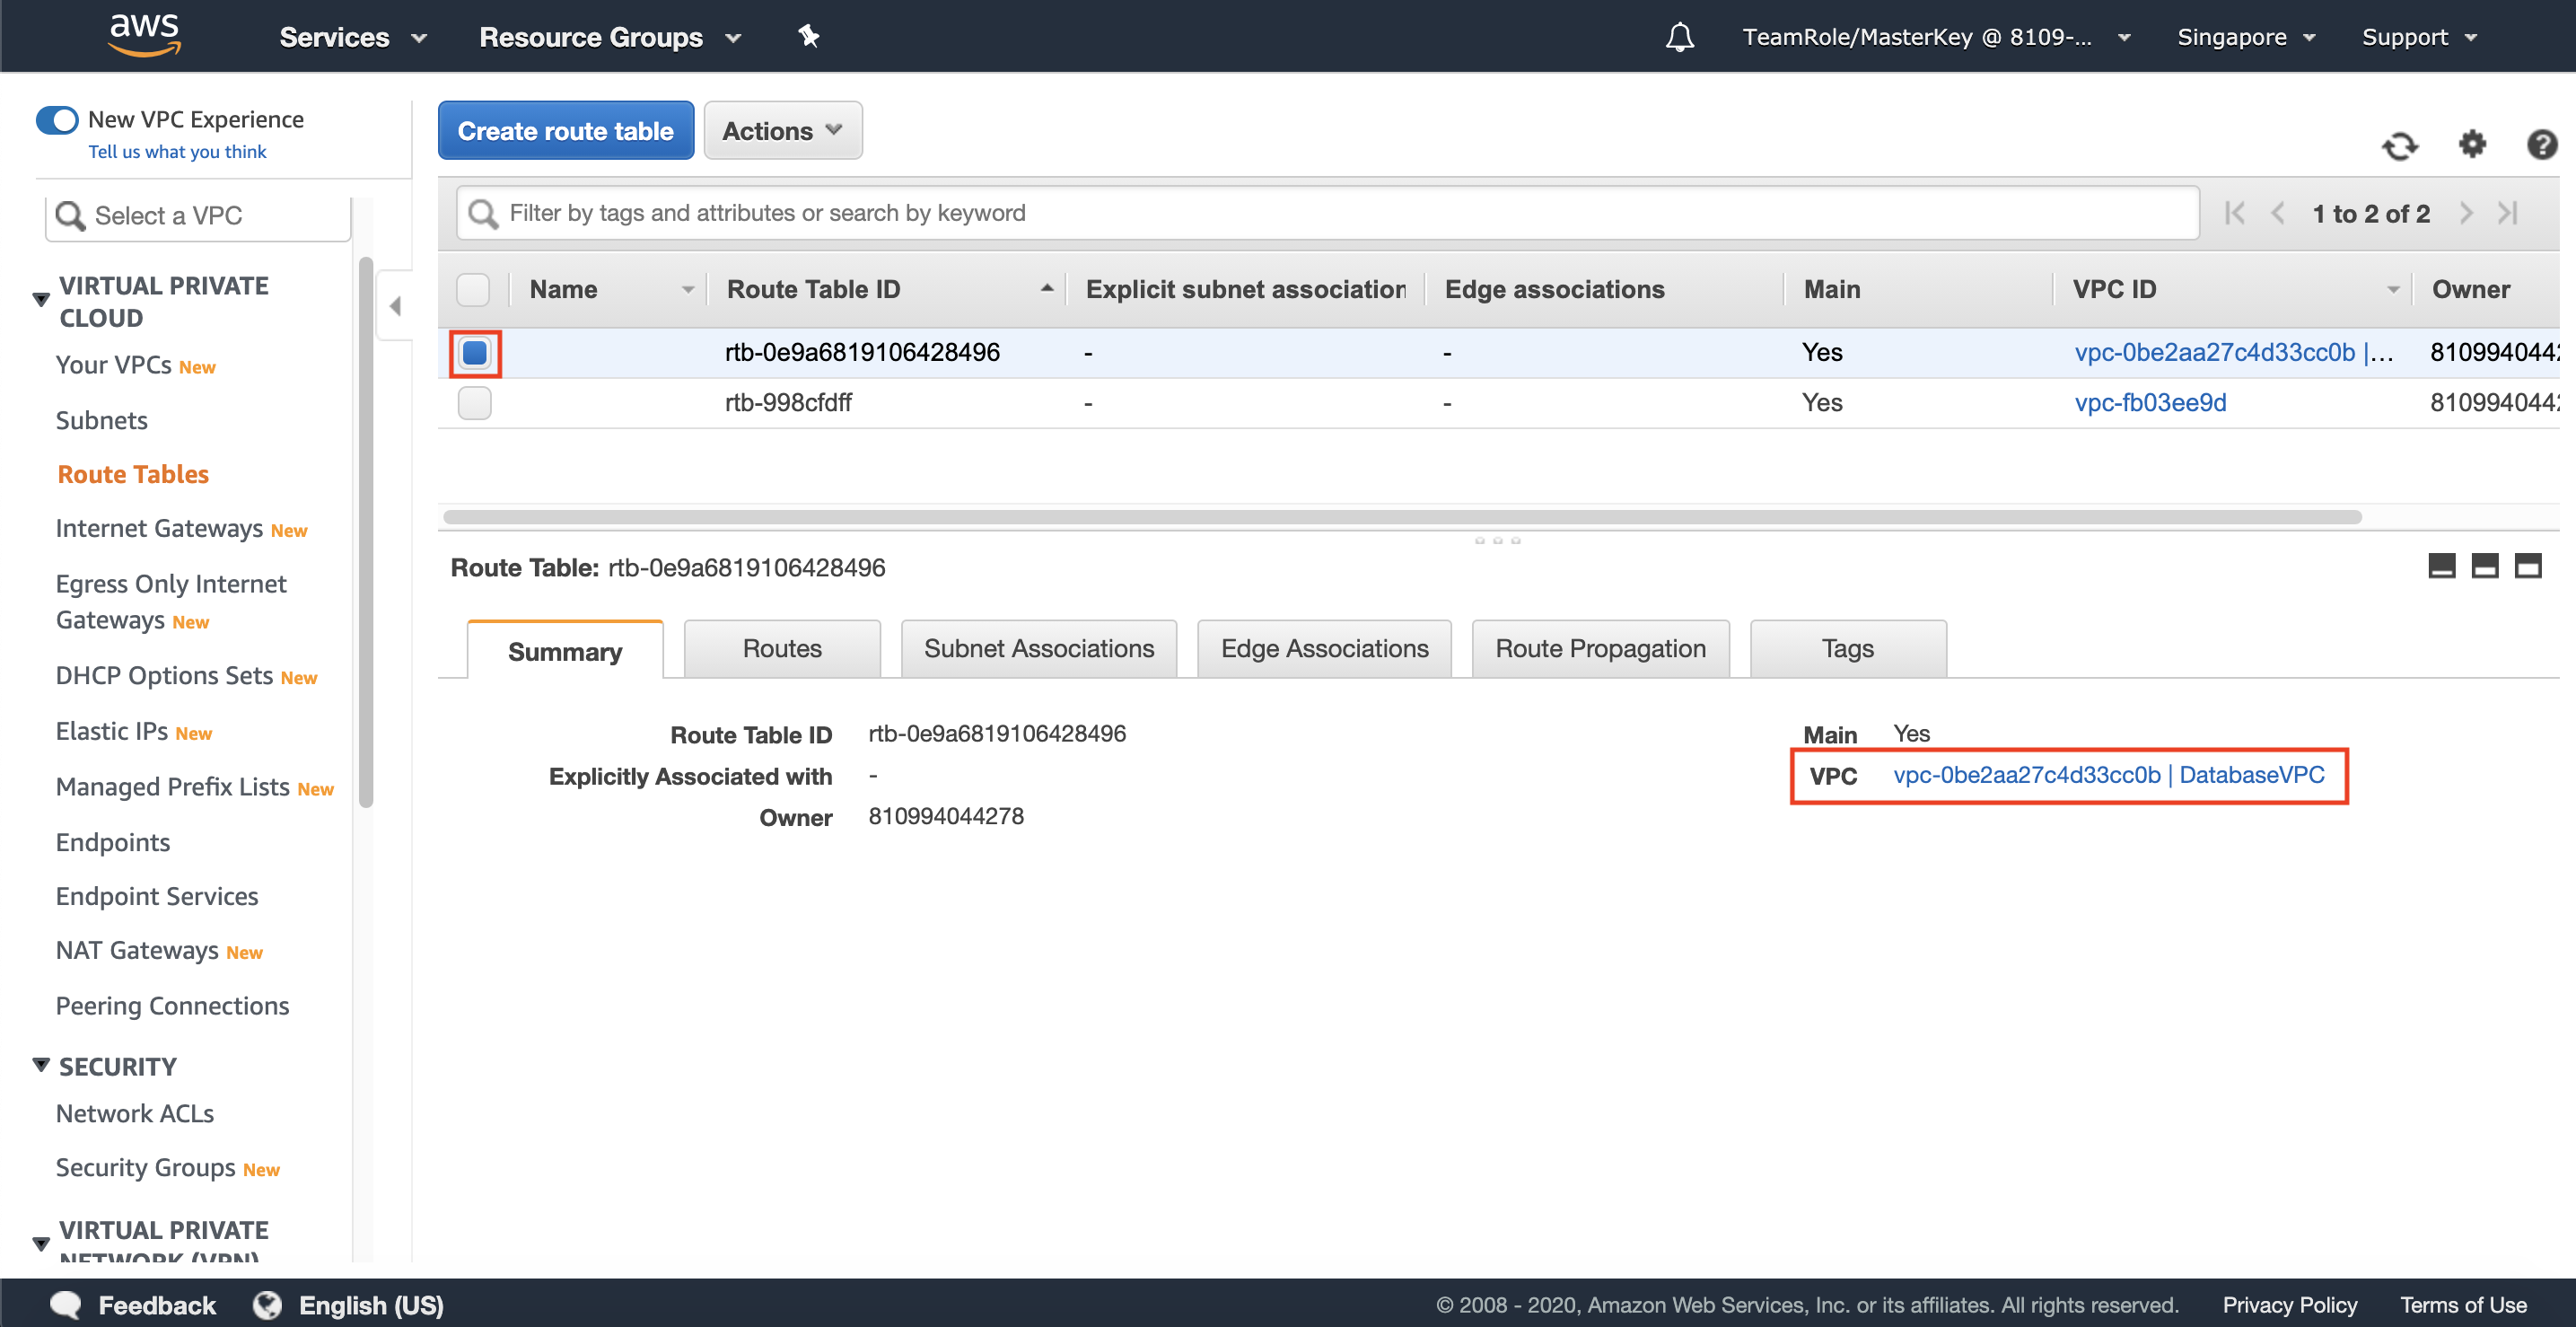 aws
Services
Resource Groups
TeamRole/MasterKey @ 8109-...
Singapore
Support
New VPC Experience
Tell us what you think
Select a VPC
VIRTUAL PRIVATE
CLOUD
Your VPCs New
Subnets
Route Tables
Internet Gateways New
Egress Only Internet
Gateways New
DHCP Options Sets New
Elastic IPs New
Managed Prefix Lists New
Endpoints
Endpoint Services
NAT Gateways New
Peering Connections
SECURITY
Network ACLs
Security Groups New
VIRTUAL PRIVATE
NETWORK (VPN)
Create route table
Actions
Filter by tags and attributes or search by keyword
1 to 2 of 2
Name Route Table ID Explicit subnet association Edge associations Main VPC ID Owner
rtb-0e9a6819106428496 - - Yes vpc-0be2aa27c4d33cc0b |... 810994044
rtb-998cfdff - - Yes vpc-fb03ee9d 810994044
Route Table: rtb-0e9a6819106428496
Summary Routes Subnet Associations Edge Associations Route Propagation Tags
Route Table ID rtb-0e9a6819106428496
Main Yes
Explicitly Associated with -
VPC vpc-0be2aa27c4d33cc0b | DatabaseVPC
Owner 810994044278
Feedback
English (US)
© 2008 - 2020, Amazon Web Services, Inc. or its affiliates. All rights reserved.
Privacy Policy
Terms of Use